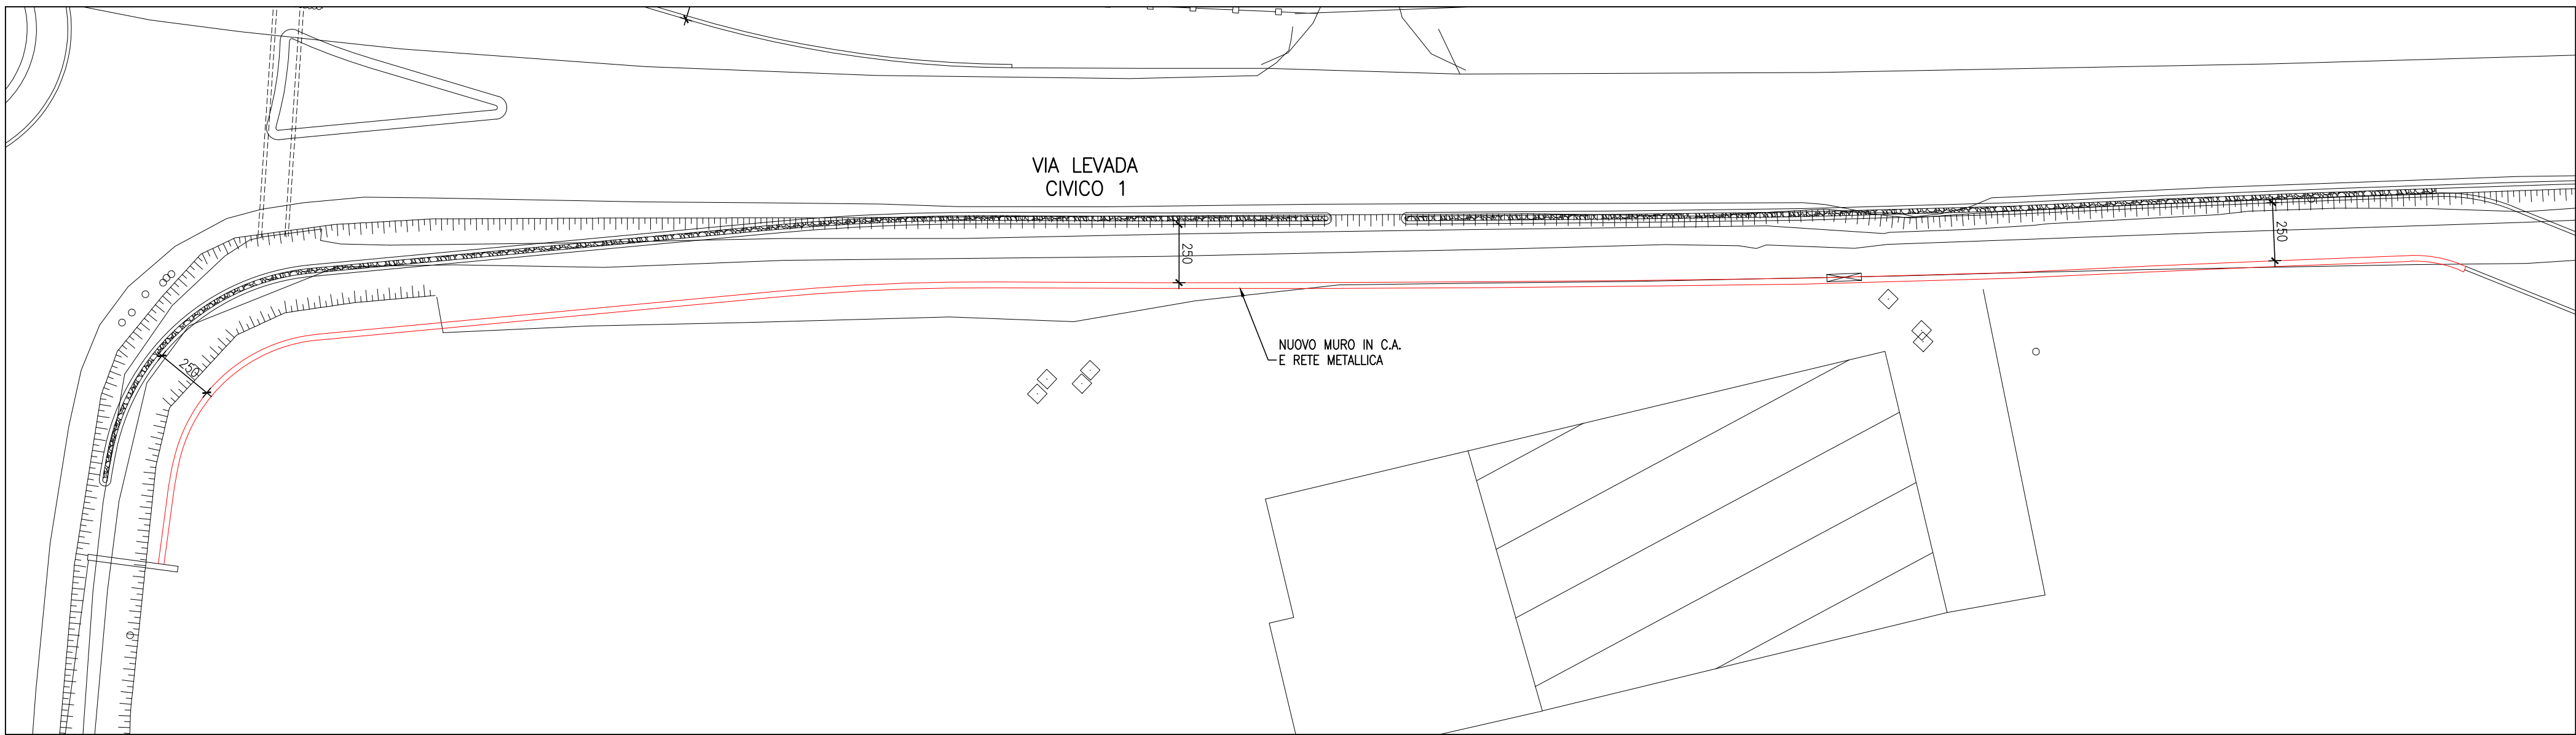 VIA LEVADA
CIVICO 1
250
250
250
NUOVO MURO IN C.A.
E RETE METALLICA